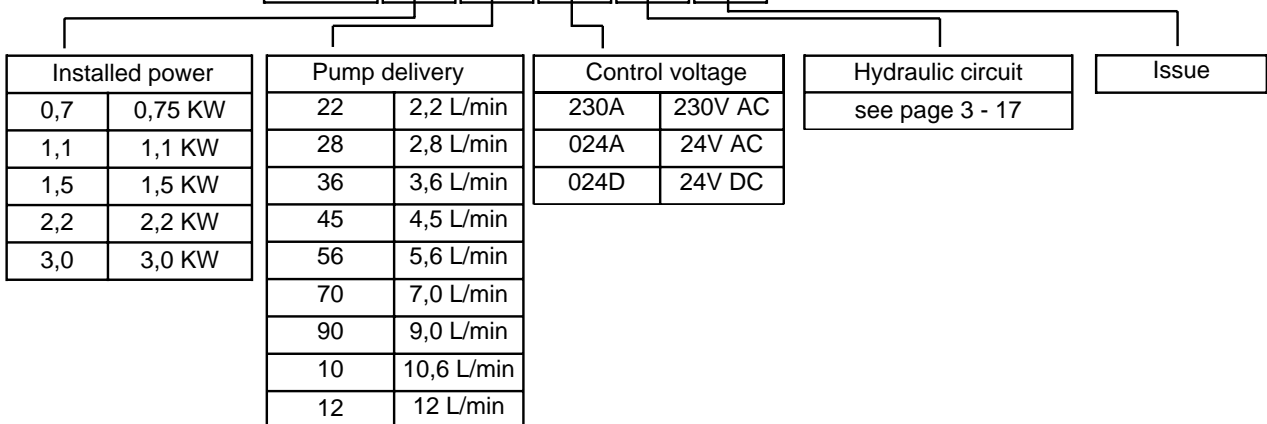 Installed power
0,7 0,75 KW
1,1 1,1 KW
1,5 1,5 KW
2,2 2,2 KW
3,0 3,0 KW
Pump delivery
22 2,2 L/min
28 2,8 L/min
36 3,6 L/min
45 4,5 L/min
56 5,6 L/min
70 7,0 L/min
90 9,0 L/min
10 10,6 L/min
12 12 L/min
Control voltage
230A 230V AC
024A 24V AC
024D 24V DC
Hydraulic circuit
see page 3 - 17
Issue